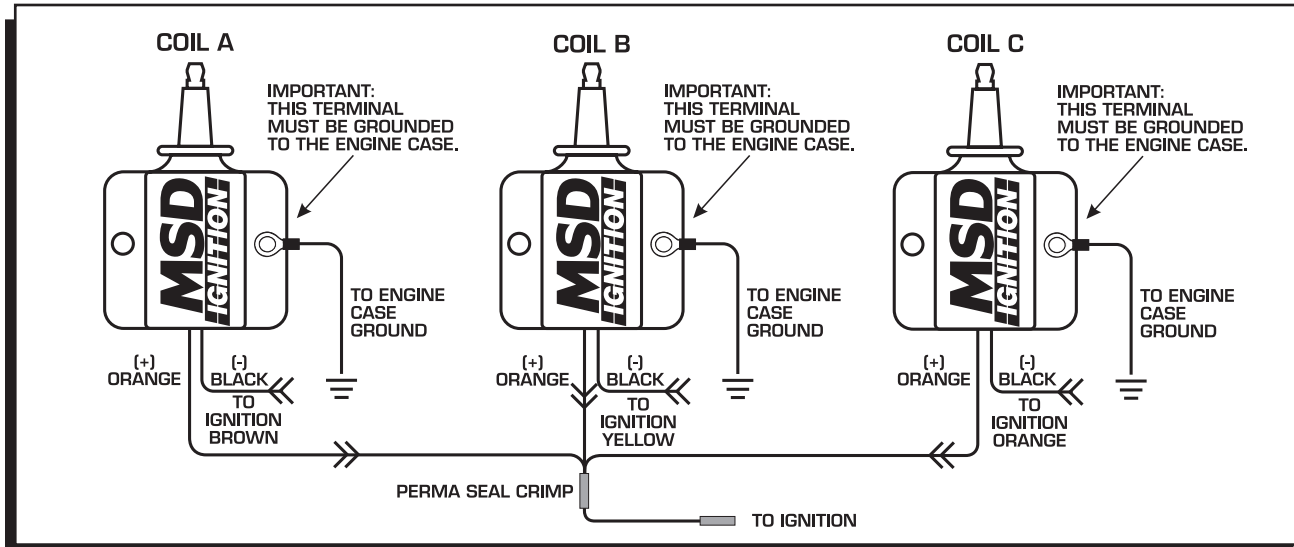 COIL A
IMPORTANT:
THIS TERMINAL
MUST BE GROUNDED
TO THE ENGINE CASE.
MSD
IGNITION
TO ENGINE
CASE
GROUND
(+)
ORANGE
(-)
BLACK
TO
IGNITION
BROWN
COIL B
IMPORTANT:
THIS TERMINAL
MUST BE GROUNDED
TO THE ENGINE CASE.
MSD
IGNITION
TO ENGINE
CASE
GROUND
(+)
ORANGE
(-)
BLACK
TO
IGNITION
YELLOW
COIL C
IMPORTANT:
THIS TERMINAL
MUST BE GROUNDED
TO THE ENGINE CASE.
MSD
IGNITION
TO ENGINE
CASE
GROUND
(+)
ORANGE
(-)
BLACK
TO
IGNITION
ORANGE
PERMA SEAL CRIMP
TO IGNITION